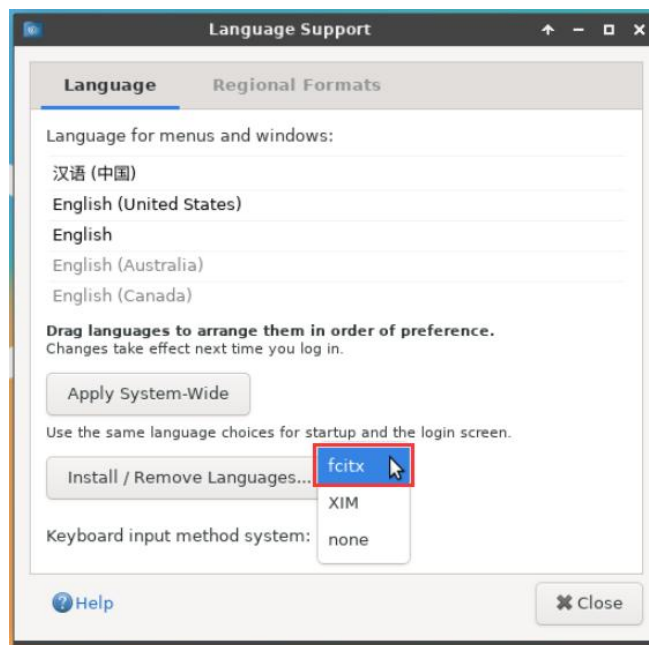 Language Support
Language Regional Formats
Language for menus and windows:
汉语 (中国)
English (United States)
English
English (Australia)
English (Canada)
Drag languages to arrange them in order of preference.
Changes take effect next time you log in.
Apply System-Wide
Use the same language choices for startup and the login screen.
Install / Remove Languages...
fcitx
XIM
Keyboard input method system:
none
Help
Close